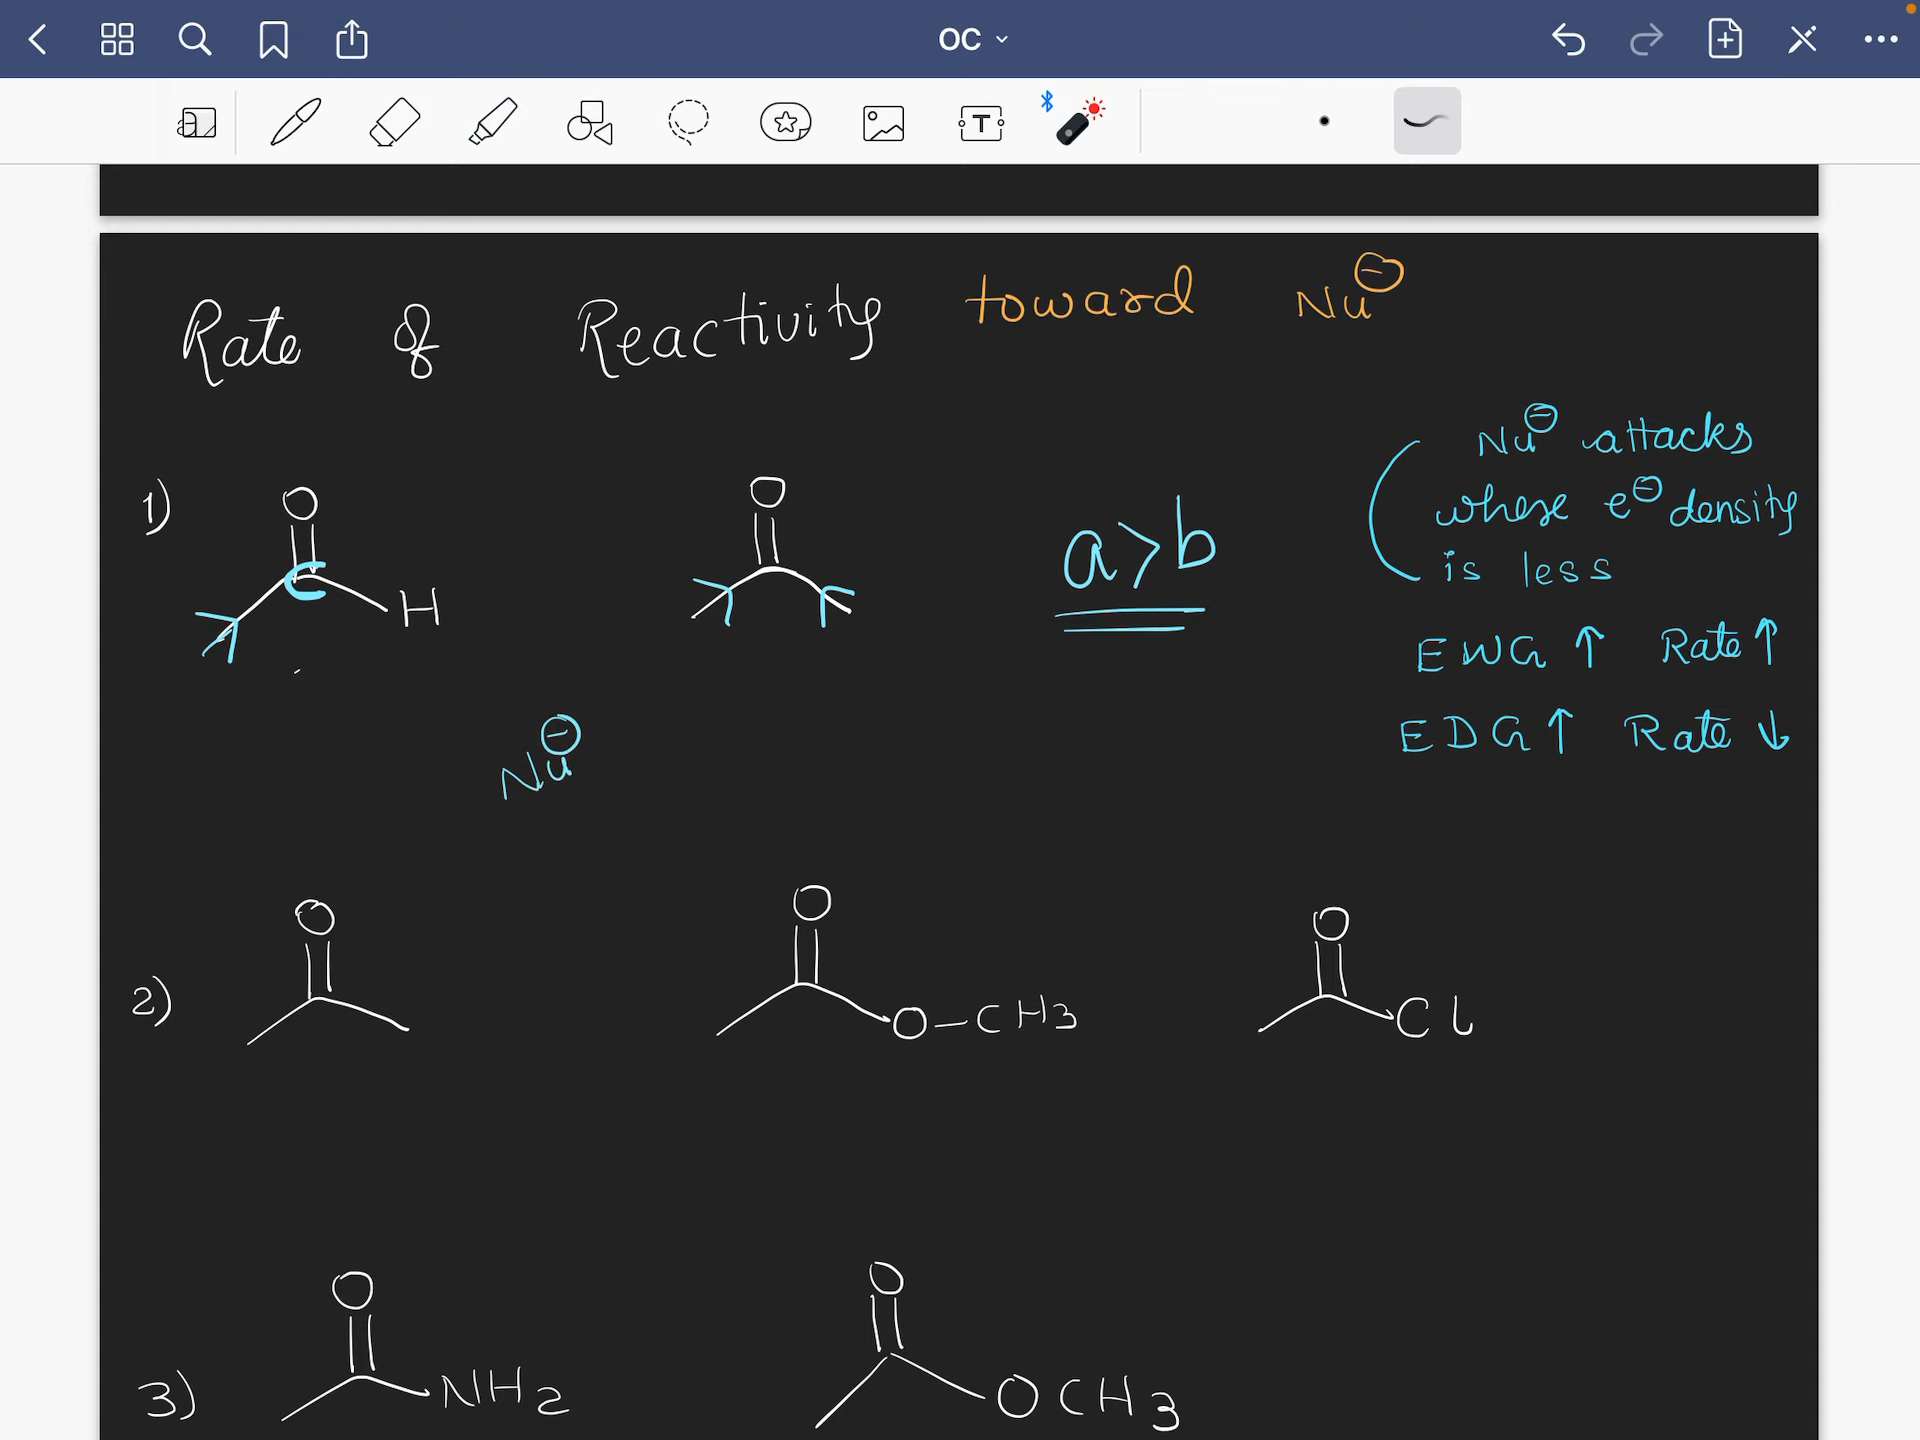 OC
Rate of Reactivity toward Nu⊖
Nu⊖ attacks
where e⊖ density
is less
1) O O a>b
C H
EWG ↑ Rate ↑
EDG ↑ Rate ↓
Nu⊖
O O O
2) O-CH3 Cl
O O
3) NH2 OCH3